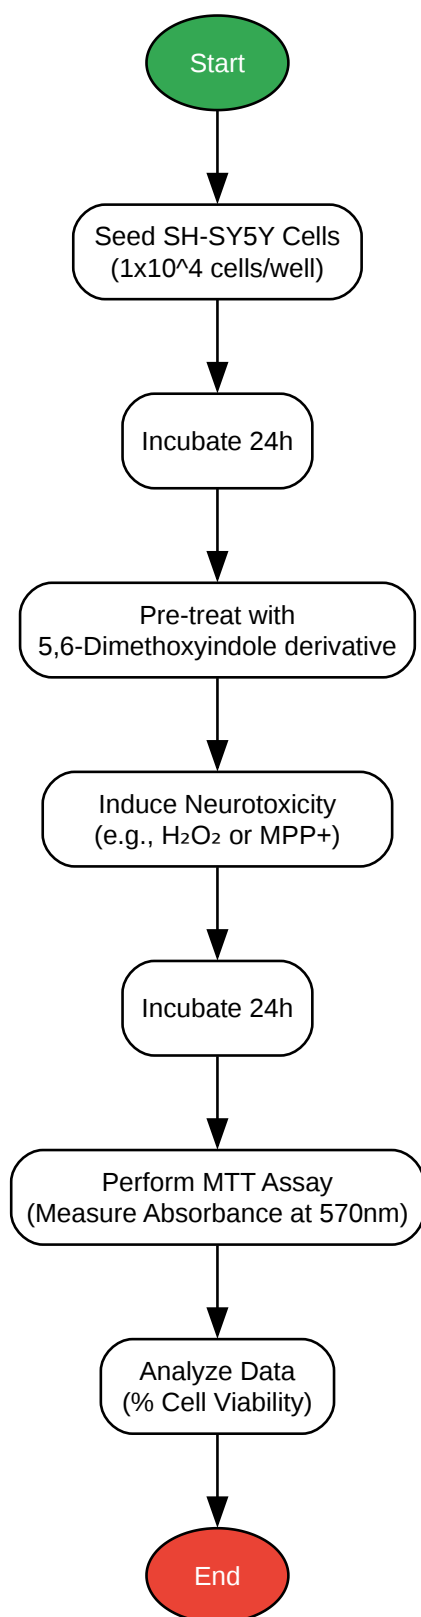 Start
Seed SH-SY5Y Cells
(1x10^4 cells/well)
Incubate 24h
Pre-treat with
5,6-Dimethoxyindole derivative
Induce Neurotoxicity
(e.g., H₂O₂ or MPP+)
Incubate 24h
Perform MTT Assay
(Measure Absorbance at 570nm)
Analyze Data
(% Cell Viability)
End